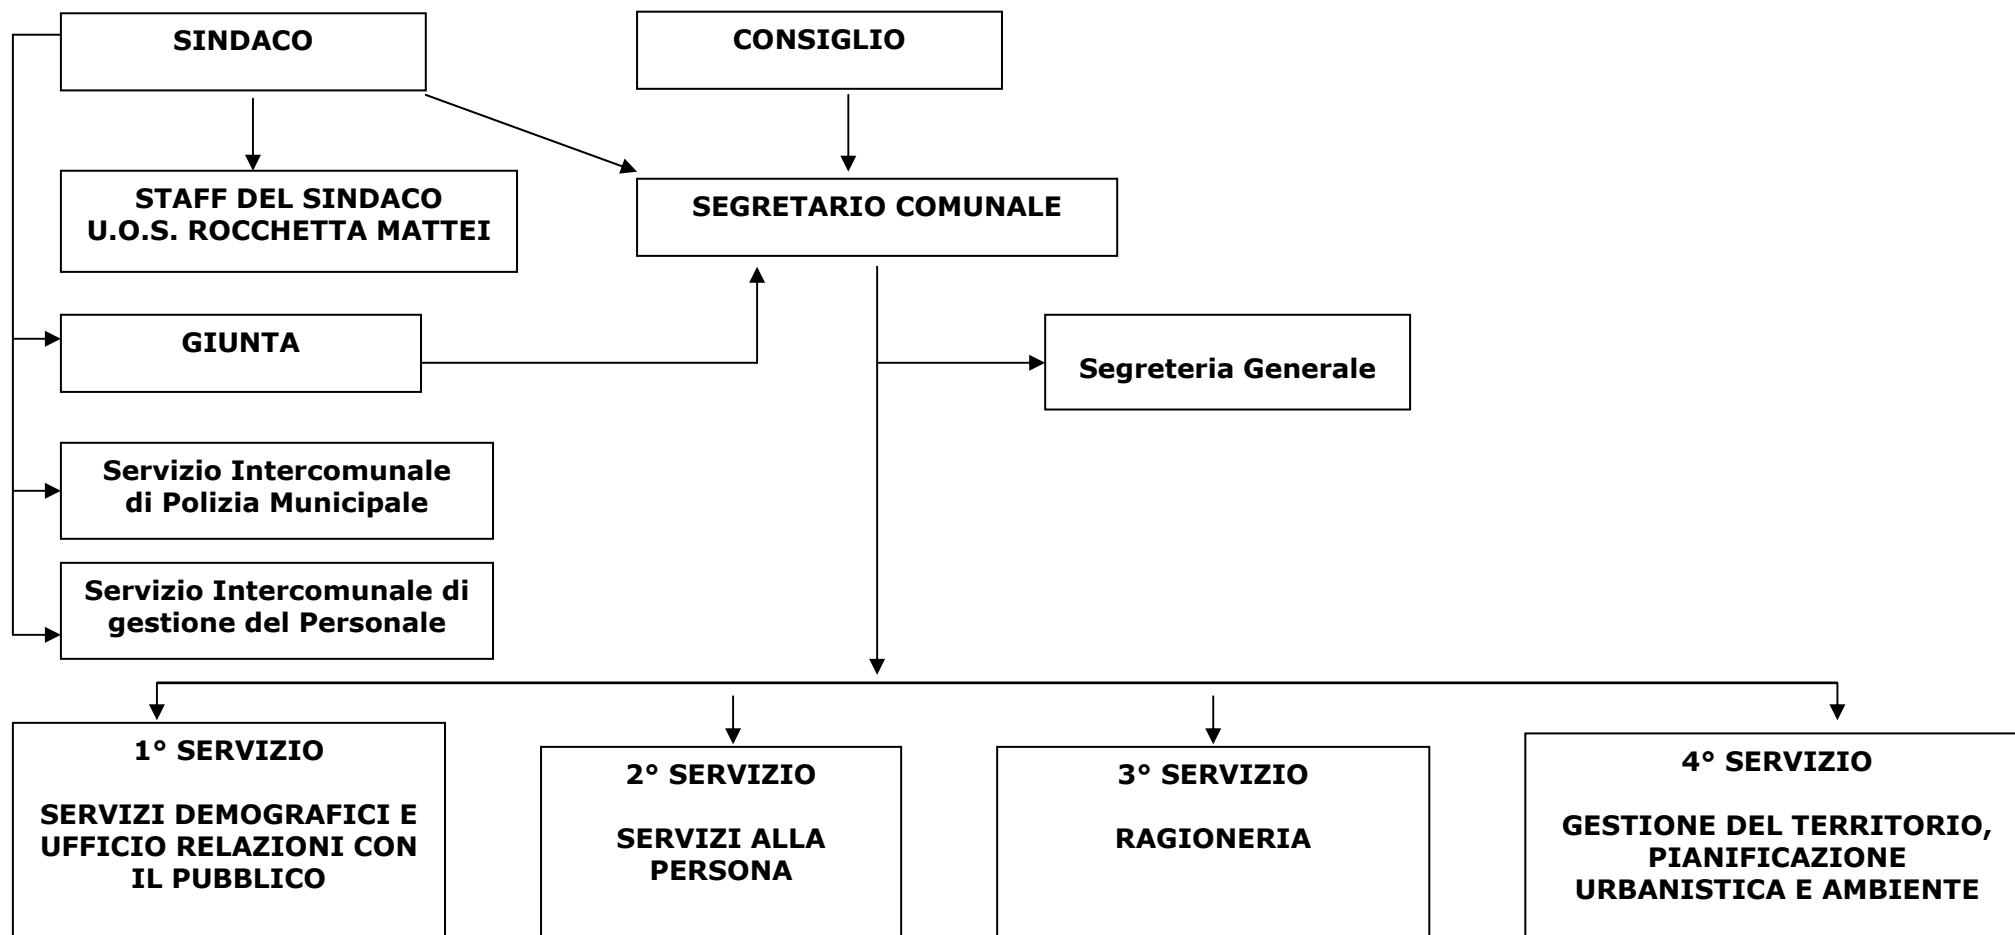 SINDACO
CONSIGLIO
STAFF DEL SINDACO
U.O.S. ROCCHETTA MATTEI
SEGRETARIO COMUNALE
GIUNTA
Segreteria Generale
Servizio Intercomunale
di Polizia Municipale
Servizio Intercomunale di
gestione del Personale
1° SERVIZIO
SERVIZI DEMOGRAFICI E
UFFICIO RELAZIONI CON
IL PUBBLICO
2° SERVIZIO
SERVIZI ALLA
PERSONA
3° SERVIZIO
RAGIONERIA
4° SERVIZIO
GESTIONE DEL TERRITORIO,
PIANIFICAZIONE
URBANISTICA E AMBIENTE